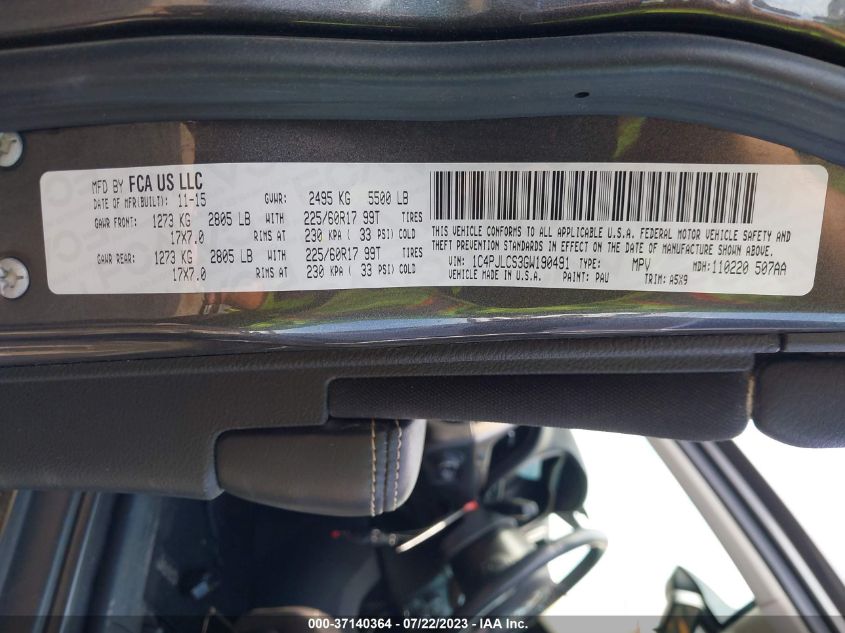 MFD BY FCA US LLC
DATE OF MFR(BUILT): 11-15 GVWR: 2495 KG 5500 LB
GAWR FRONT: 1273 KG 2805 LB WITH 225/60R17 99T TIRES
17X7.0 RIMS AT 230 KPA ( 33 PSI) COLD
GAWR REAR: 1273 KG 2805 LB WITH 225/60R17 99T TIRES
17X7.0 RIMS AT 230 KPA ( 33 PSI) COLD
THIS VEHICLE CONFORMS TO ALL APPLICABLE U.S.A. FEDERAL MOTOR VEHICLE SAFETY AND
THEFT PREVENTION STANDARDS IN EFFECT ON THE DATE OF MANUFACTURE SHOWN ABOVE.
VIN: 1C4PJLCS3GW190491 TYPE: MPV MDH: 110220 507AA
VEHICLE MADE IN U.S.A. PAINT: PAU TRIM: A5X9
000-37140364 - 07/22/2023 - IAA Inc.